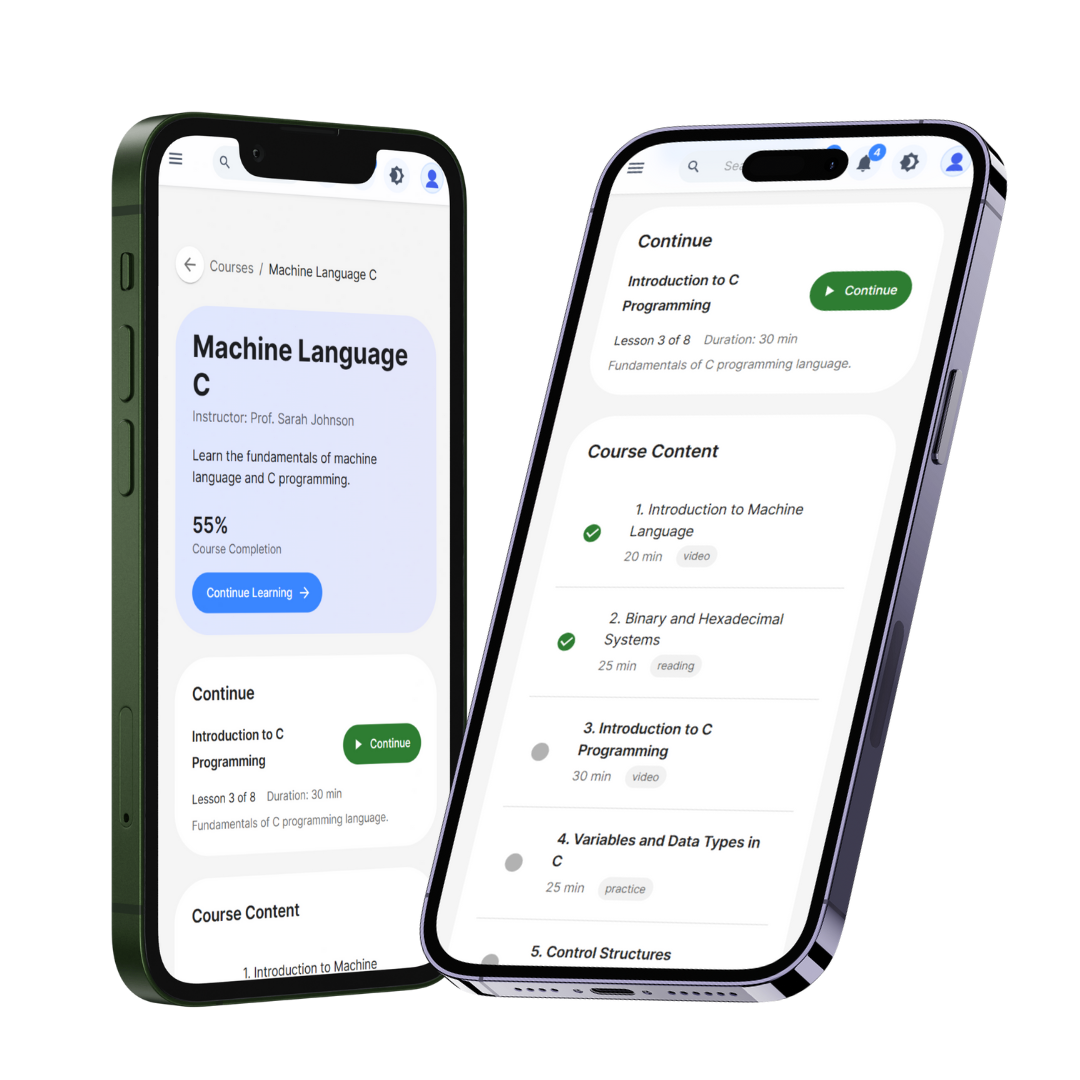 Courses / Machine Language C
Machine Language
C
Instructor: Prof. Sarah Johnson
Learn the fundamentals of machine
language and C programming.
55%
Course Completion
Continue Learning →
Continue
Introduction to C
Programming
Continue
Lesson 3 of 8 Duration: 30 min
Fundamentals of C programming language.
Course Content
1. Introduction to Machine
4
Continue
Introduction to C
Programming
Continue
Lesson 3 of 8 Duration: 30 min
Fundamentals of C programming language.
Course Content
1. Introduction to Machine
Language
20 min video
2. Binary and Hexadecimal
Systems
25 min reading
3. Introduction to C
Programming
30 min video
4. Variables and Data Types in
C
25 min practice
5. Control Structures